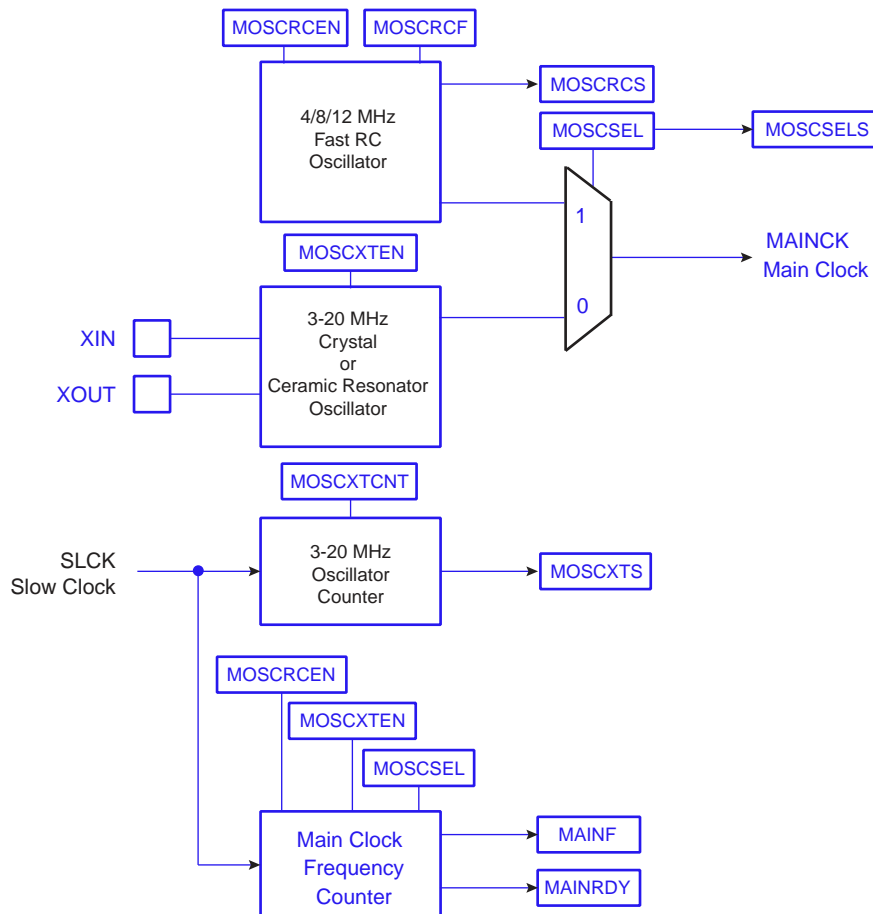 MOSCRCEN
MOSCRCF
4/8/12 MHz
Fast RC
Oscillator
MOSCRCS
MOSCSEL
MOSCSELS
1
0
MAINCK
Main Clock
MOSCXTEN
3-20 MHz
Crystal
or
Ceramic Resonator
Oscillator
XIN
XOUT
MOSCXTCNT
3-20 MHz
Oscillator
Counter
SLCK
Slow Clock
MOSCXTS
MOSCRCEN
MOSCXTEN
MOSCSEL
Main Clock
Frequency
Counter
MAINF
MAINRDY